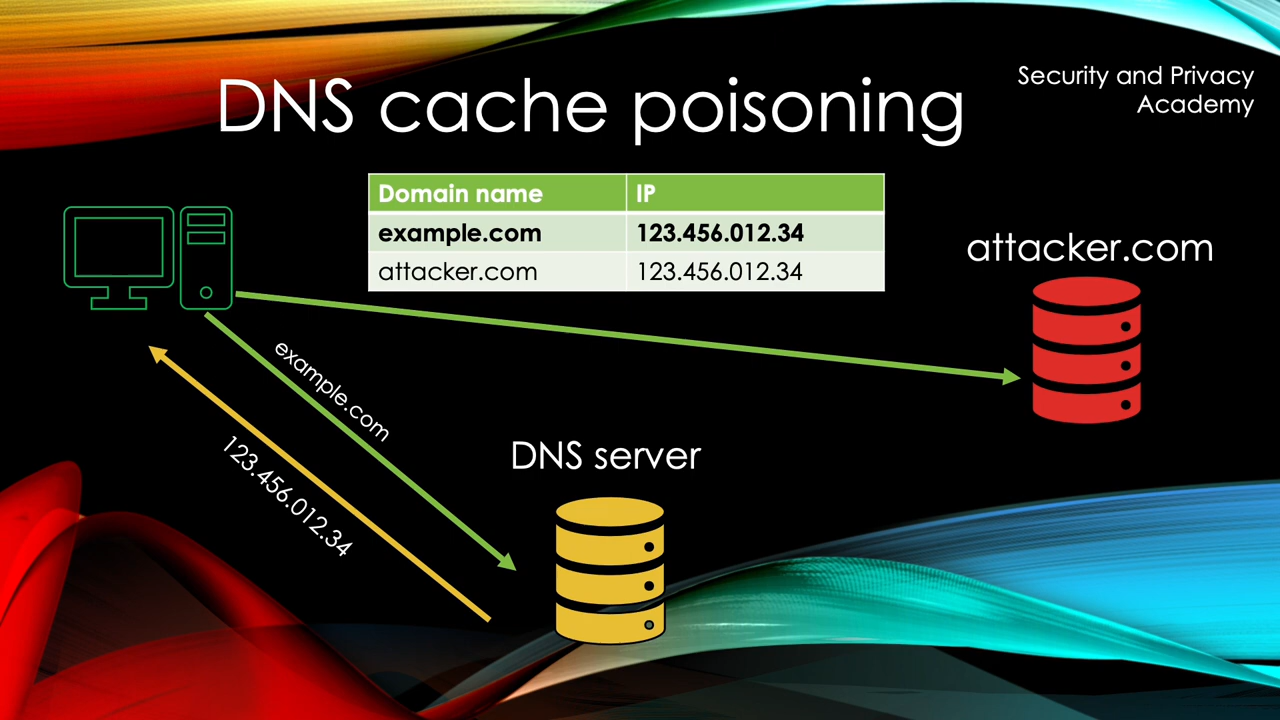 DNS cache poisoning
Security and Privacy
Academy
Domain name IP
example.com 123.456.012.34
attacker.com 123.456.012.34
attacker.com
example.com
123.456.012.34
DNS server